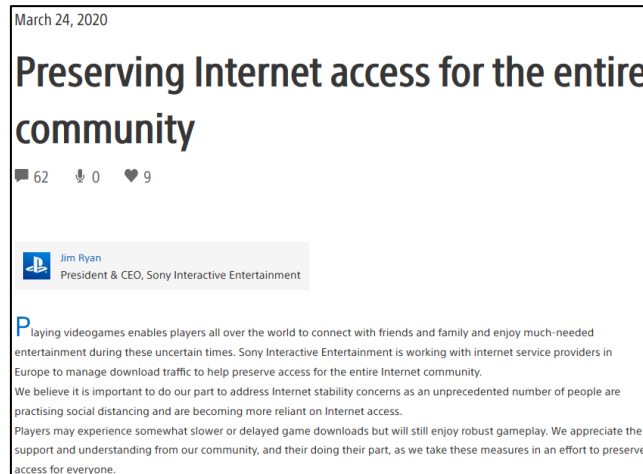 March 24, 2020
Preserving Internet access for the entire
community
62 0 9
Jim Ryan
President & CEO, Sony Interactive Entertainment
Playing videogames enables players all over the world to connect with friends and family and enjoy much-needed
entertainment during these uncertain times. Sony Interactive Entertainment is working with internet service providers in
Europe to manage download traffic to help preserve access for the entire Internet community.
We believe it is important to do our part to address Internet stability concerns as an unprecedented number of people are
practising social distancing and are becoming more reliant on Internet access.
Players may experience somewhat slower or delayed game downloads but will still enjoy robust gameplay. We appreciate the
support and understanding from our community, and their doing their part, as we take these measures in an effort to preserve
access for everyone.